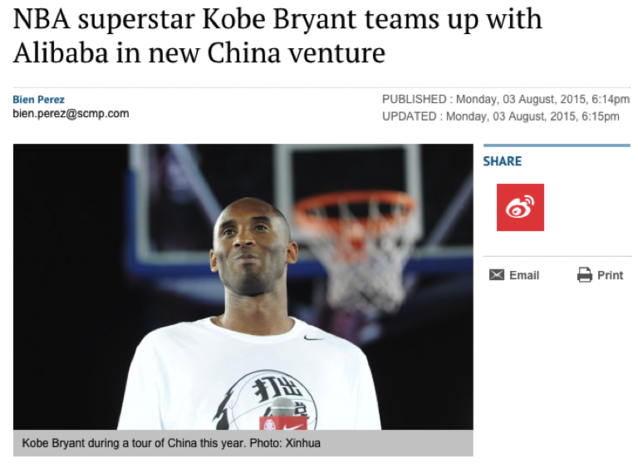 NBA superstar Kobe Bryant teams up with
Alibaba in new China venture
Bien Perez
bien.perez@scmp.com
PUBLISHED : Monday, 03 August, 2015, 6:14pm
UPDATED : Monday, 03 August, 2015, 6:15pm
SHARE
Email
Print
打出
Kobe Bryant during a tour of China this year. Photo: Xinhua